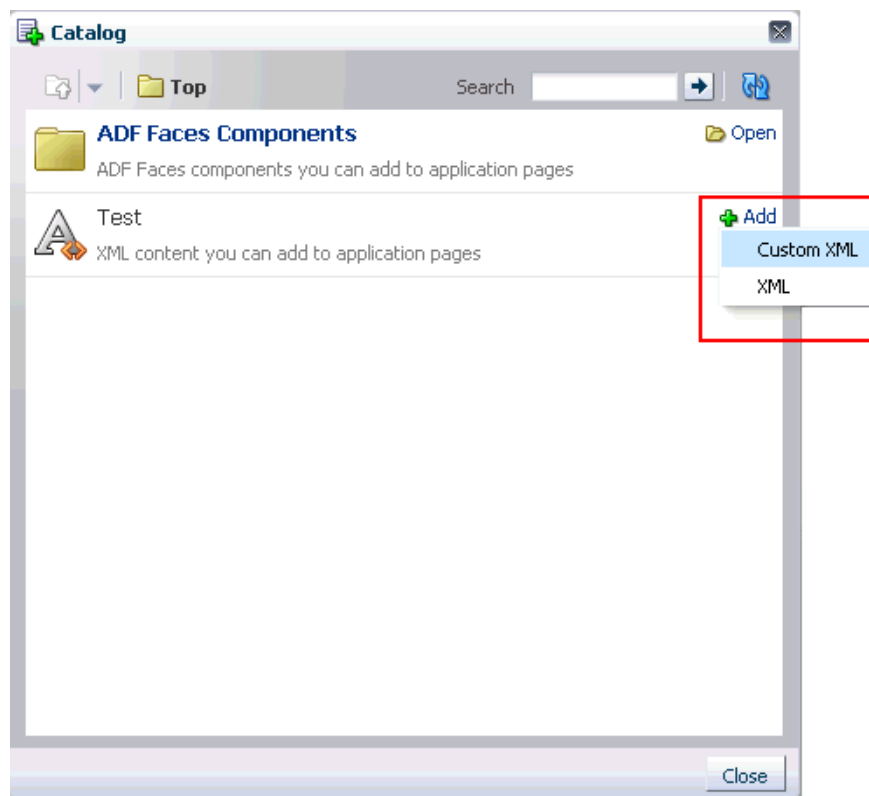 Catalog
Top
Search
ADF Faces Components
Open
ADF Faces components you can add to application pages
Test
Add
XML content you can add to application pages
Custom XML
XML
Close